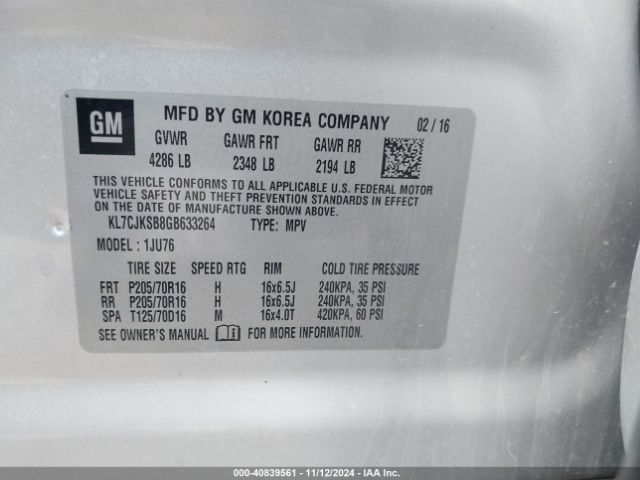 GM
MFD BY GM KOREA COMPANY 02 / 16
GVWR GAWR FRT GAWR RR
4286 LB 2348 LB 2194 LB
THIS VEHICLE CONFORMS TO ALL APPLICABLE U.S. FEDERAL MOTOR
VEHICLE SAFETY AND THEFT PREVENTION STANDARDS IN EFFECT ON
THE DATE OF MANUFACTURE SHOWN ABOVE.
KL7CJKSB8GB633264 TYPE: MPV
MODEL: 1JU76
TIRE SIZE SPEED RTG RIM COLD TIRE PRESSURE
FRT P205/70R16 H 16x6.5J 240KPA, 35 PSI
RR P205/70R16 H 16x6.5J 240KPA, 35 PSI
SPA T125/70D16 M 16x4.0T 420KPA, 60 PSI
SEE OWNER'S MANUAL FOR MORE INFORMATION.
000-40839561 - 11/12/2024 - IAA Inc.